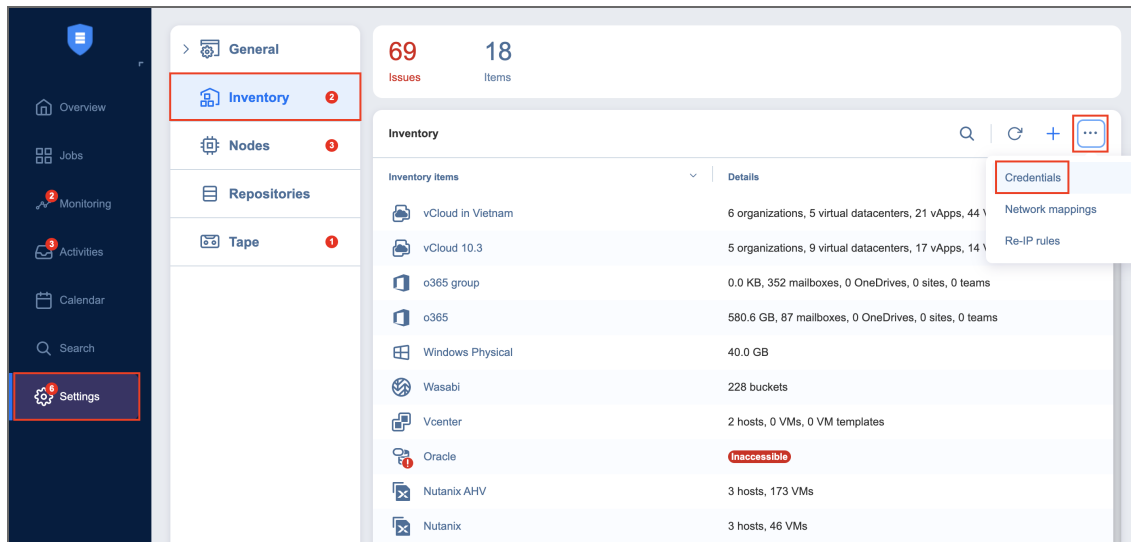 Overview
Jobs
2
Monitoring
3
Activities
Calendar
Search
6
Settings
General
Inventory 2
Nodes 3
Repositories
Tape 1
69 18
Issues Items
Inventory
Inventory items Details
vCloud in Vietnam 6 organizations, 5 virtual datacenters, 21 vApps, 44
vCloud 10.3 5 organizations, 9 virtual datacenters, 17 vApps, 14
o365 group 0.0 KB, 352 mailboxes, 0 OneDrives, 0 sites, 0 teams
o365 580.6 GB, 87 mailboxes, 0 OneDrives, 0 sites, 0 teams
Windows Physical 40.0 GB
Wasabi 228 buckets
Vcenter 2 hosts, 0 VMs, 0 VM templates
Oracle Inaccessible
Nutanix AHV 3 hosts, 173 VMs
Nutanix 3 hosts, 46 VMs
Credentials
Network mappings
Re-IP rules